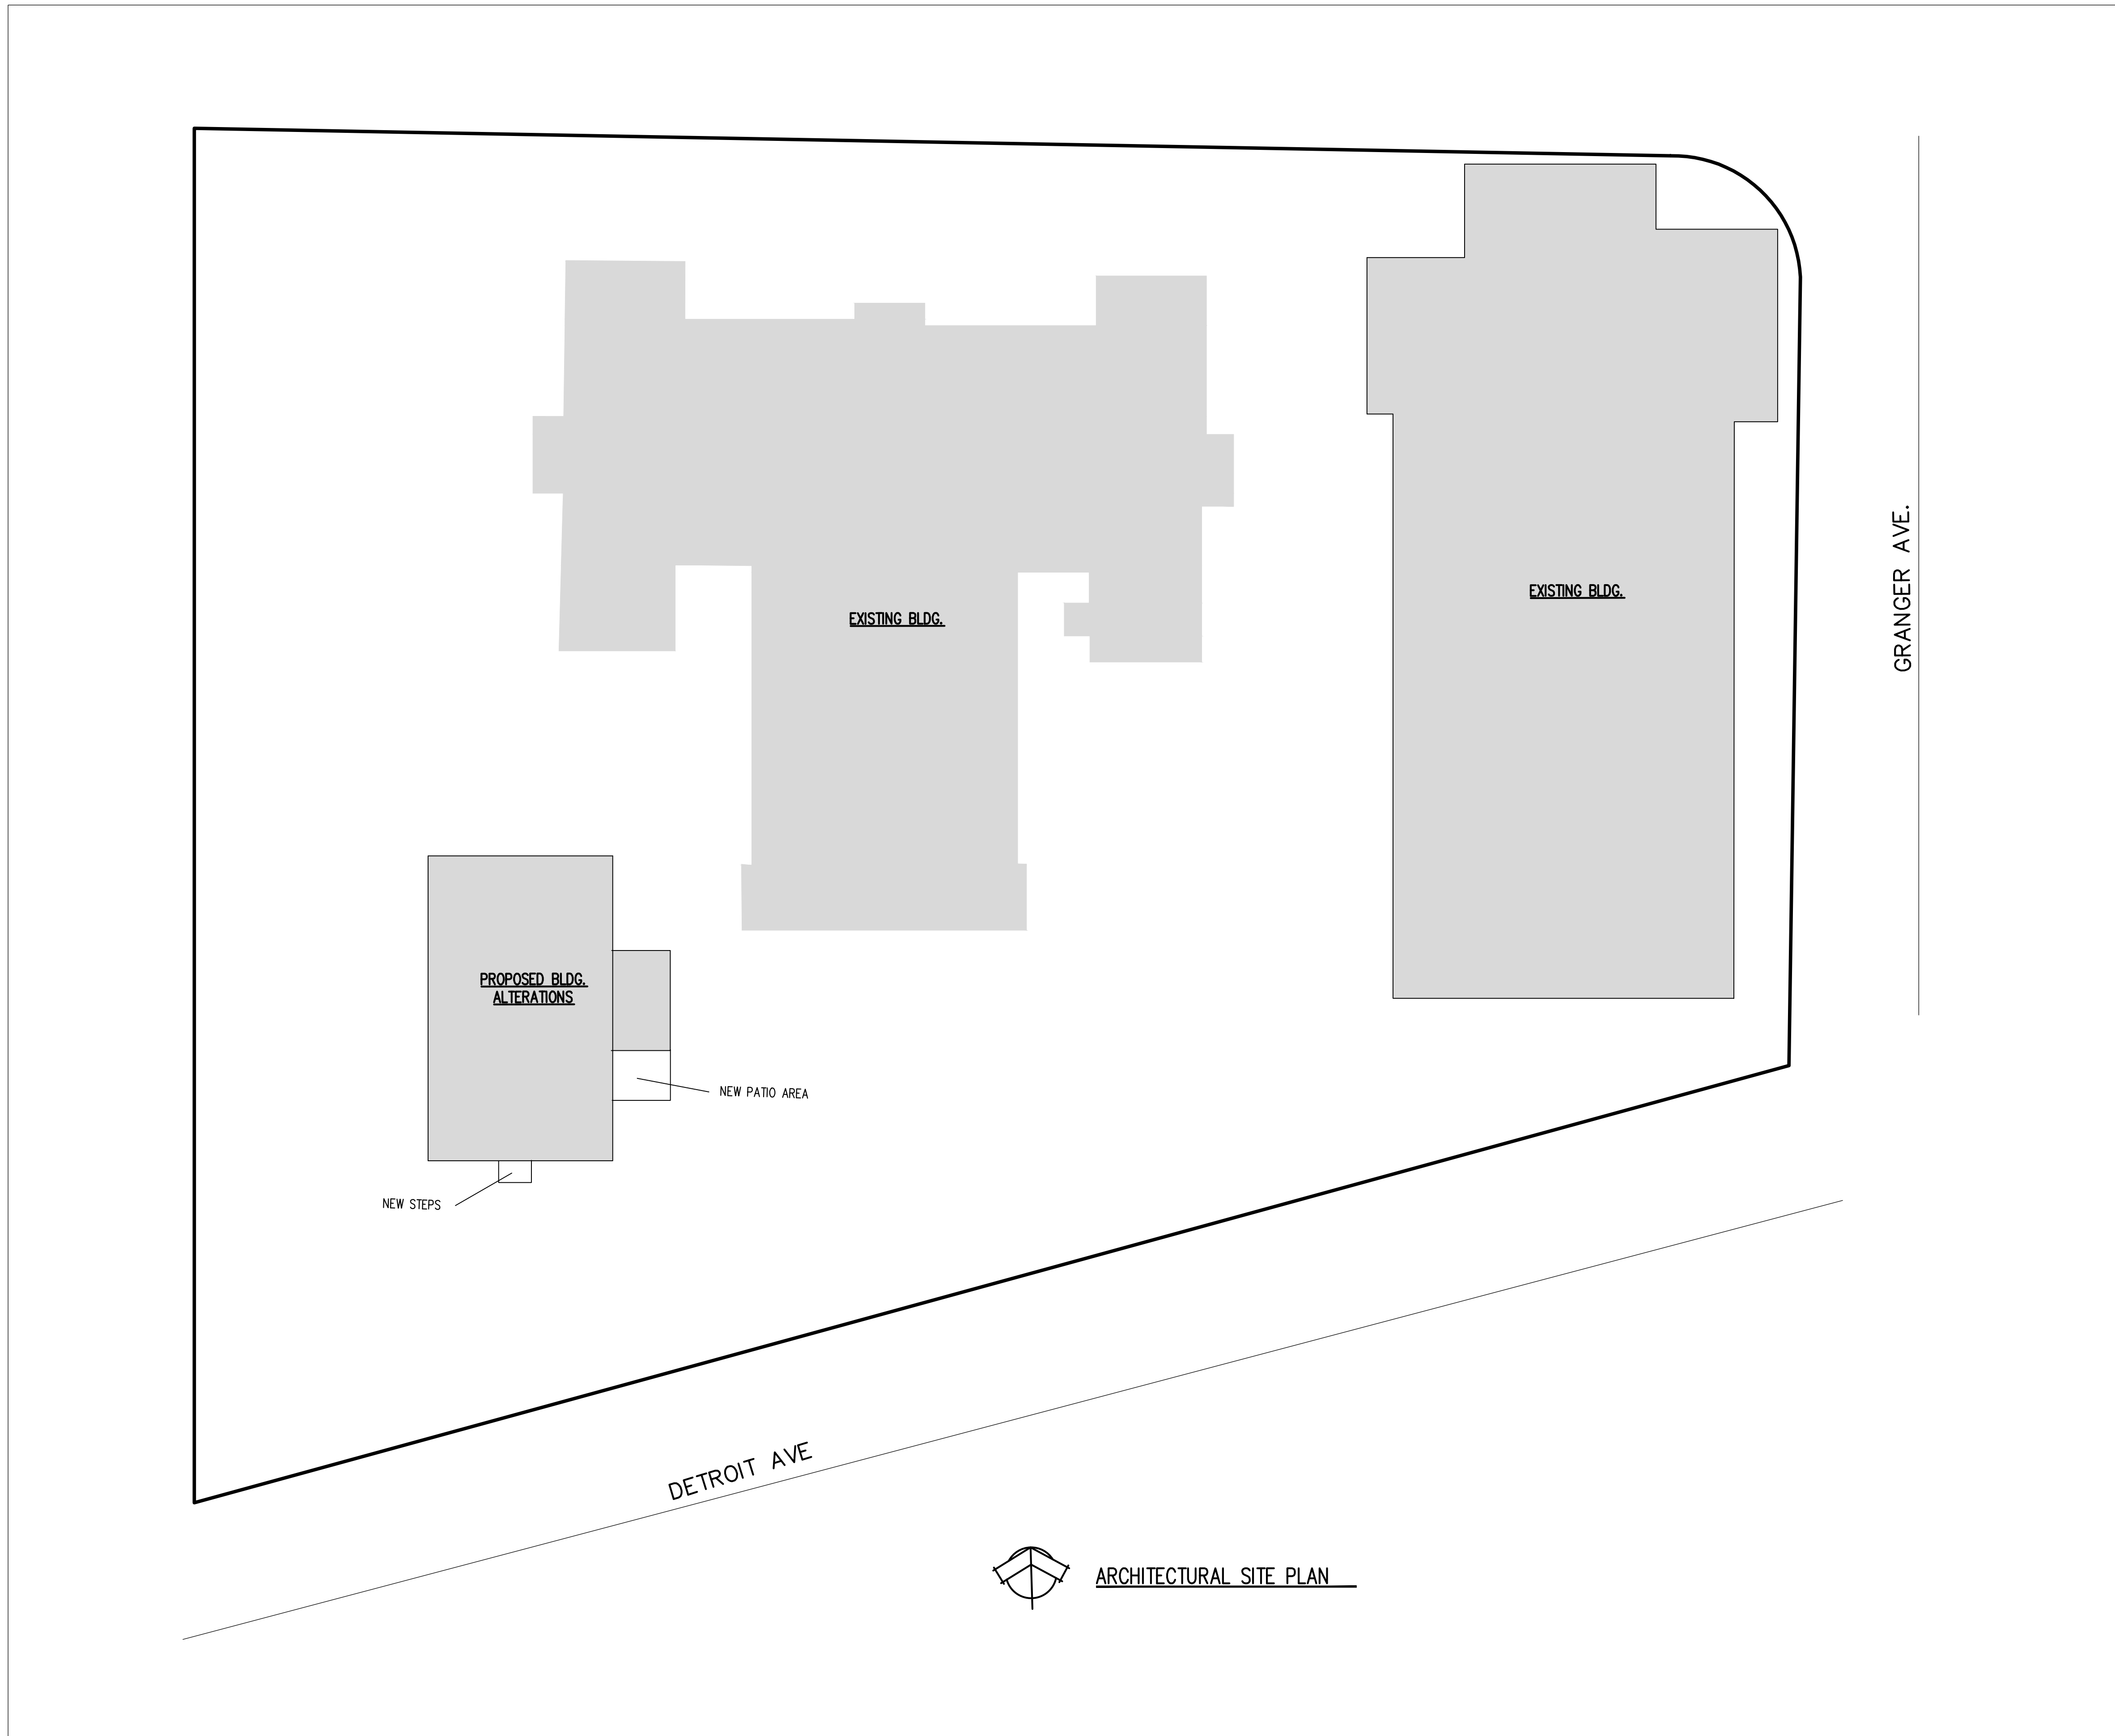 GRANGER AVE.
EXISTING BLDG.
EXISTING BLDG.
PROPOSED BLDG.
ALTERATIONS
NEW PATIO AREA
NEW STEPS
DETROIT AVE
ARCHITECTURAL SITE PLAN